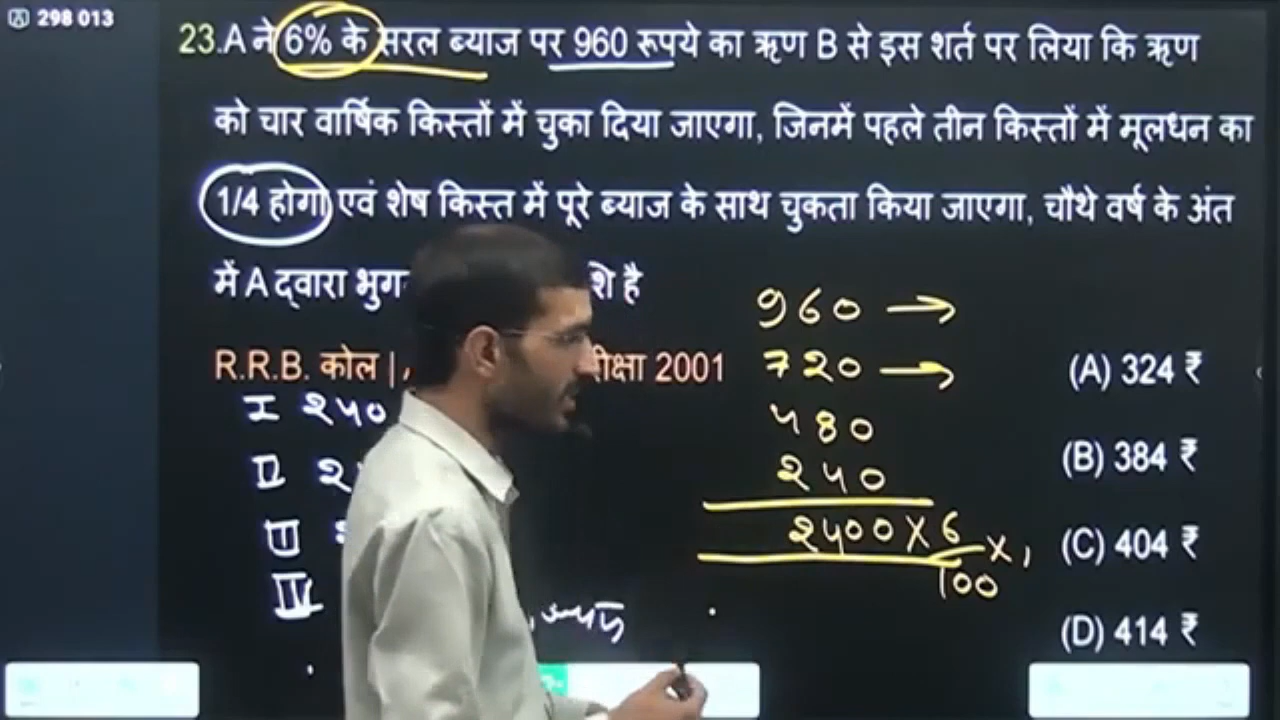 298 013
23.A ने 6% के सरल ब्याज पर 960 रूपये का ऋण B से इस शर्त पर लिया कि ऋण
को चार वार्षिक किस्तों में चुका दिया जाएगा, जिनमें पहले तीन किस्तों में मूलधन का
1/4 होगा एवं शेष किस्त में पूरे ब्याज के साथ चुकता किया जाएगा, चौथे वर्ष के अंत
में A द्वारा है
R.R.B. कोल | 2001
I 240
II
III
IV
960 →
720 →
480
240
2400 × 6/100 × 1
(A) 324 ₹
(B) 384 ₹
(C) 404 ₹
(D) 414 ₹